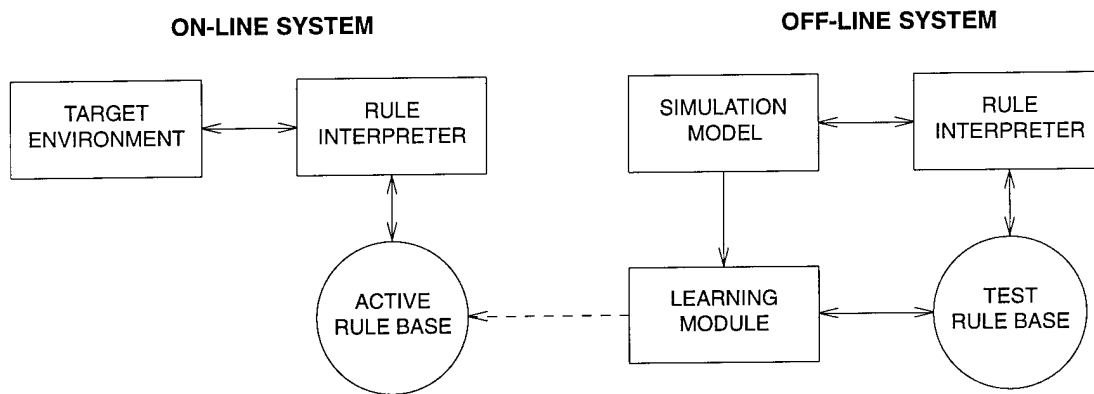 ON-LINE SYSTEM
OFF-LINE SYSTEM
TARGET
ENVIRONMENT
RULE
INTERPRETER
SIMULATION
MODEL
RULE
INTERPRETER
ACTIVE
RULE BASE
LEARNING
MODULE
TEST
RULE BASE